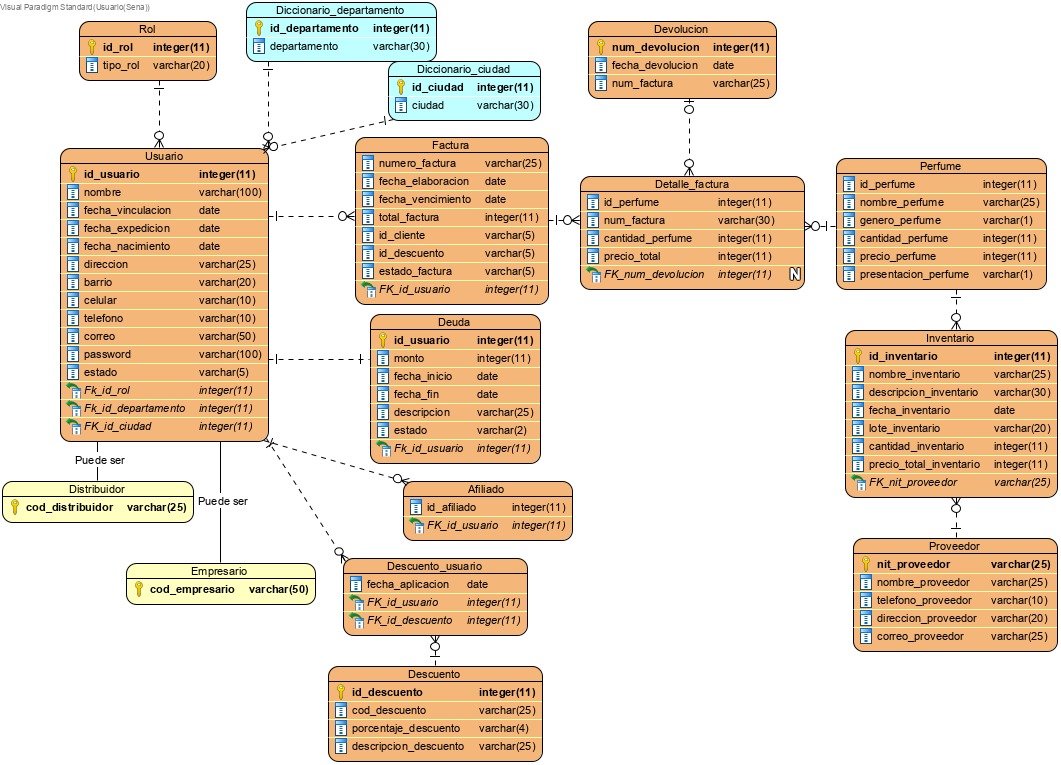 Visual Paradigm Standard(Usuario(Sena))
Rol
id_rol integer(11)
tipo_rol varchar(20)
Diccionario_departamento
id_departamento integer(11)
departamento varchar(30)
Diccionario_ciudad
id_ciudad integer(11)
ciudad varchar(30)
Devolucion
num_devolucion integer(11)
fecha_devolucion date
num_factura varchar(25)
Usuario
id_usuario integer(11)
nombre varchar(100)
fecha_vinculacion date
fecha_expedicion date
fecha_nacimiento date
direccion varchar(25)
barrio varchar(20)
celular varchar(10)
telefono varchar(10)
correo varchar(50)
password varchar(100)
estado varchar(5)
Fk_id_rol integer(11)
Fk_id_departamento integer(11)
Fk_id_ciudad integer(11)
Factura
numero_factura varchar(25)
fecha_elaboracion date
fecha_vencimiento date
total_factura integer(11)
id_cliente varchar(5)
id_descuento varchar(5)
estado_factura varchar(5)
FK_id_usuario integer(11)
Detalle_factura
id_perfume integer(11)
num_factura varchar(30)
cantidad_perfume integer(11)
precio_total integer(11)
FK_num_devolucion integer(11) N
Perfume
id_perfume integer(11)
nombre_perfume varchar(25)
genero_perfume varchar(1)
cantidad_perfume integer(11)
precio_perfume integer(11)
presentacion_perfume varchar(1)
Deuda
id_usuario integer(11)
monto integer(11)
fecha_inicio date
fecha_fin date
descripcion varchar(25)
estado varchar(2)
Fk_id_usuario integer(11)
Inventario
id_inventario integer(11)
nombre_inventario varchar(25)
descripcion_inventario varchar(30)
fecha_inventario date
lote_inventario varchar(20)
cantidad_inventario integer(11)
precio_total_inventario integer(11)
FK_nit_proveedor varchar(25)
Puede ser
Distribuidor
cod_distribuidor varchar(25)
Puede ser
Empresario
cod_empresario varchar(50)
Afiliado
id_afiliado integer(11)
FK_id_usuario integer(11)
Descuento_usuario
fecha_aplicacion date
FK_id_usuario integer(11)
FK_id_descuento integer(11)
Proveedor
nit_proveedor varchar(25)
nombre_proveedor varchar(25)
telefono_proveedor varchar(10)
direccion_proveedor varchar(20)
correo_proveedor varchar(25)
Descuento
id_descuento integer(11)
cod_descuento varchar(25)
porcentaje_descuento varchar(4)
descripcion_descuento varchar(25)